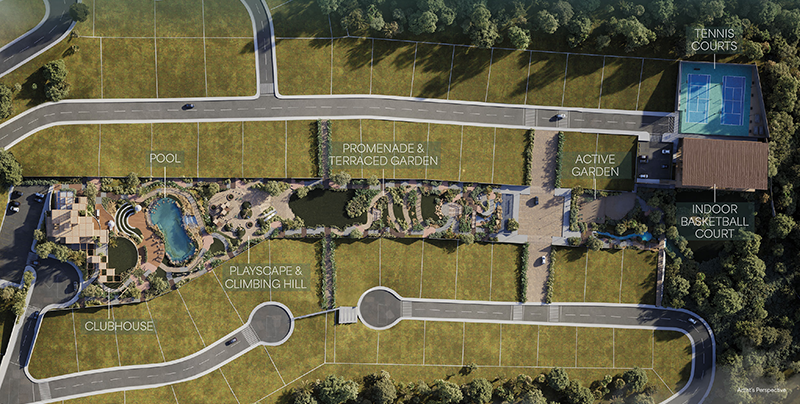 TENNIS
COURTS
POOL
PROMENADE &
TERRACED GARDEN
ACTIVE
GARDEN
INDOOR
BASKETBALL
COURT
PLAYSCAPE &
CLIMBING HILL
CLUBHOUSE
Artist's Perspective